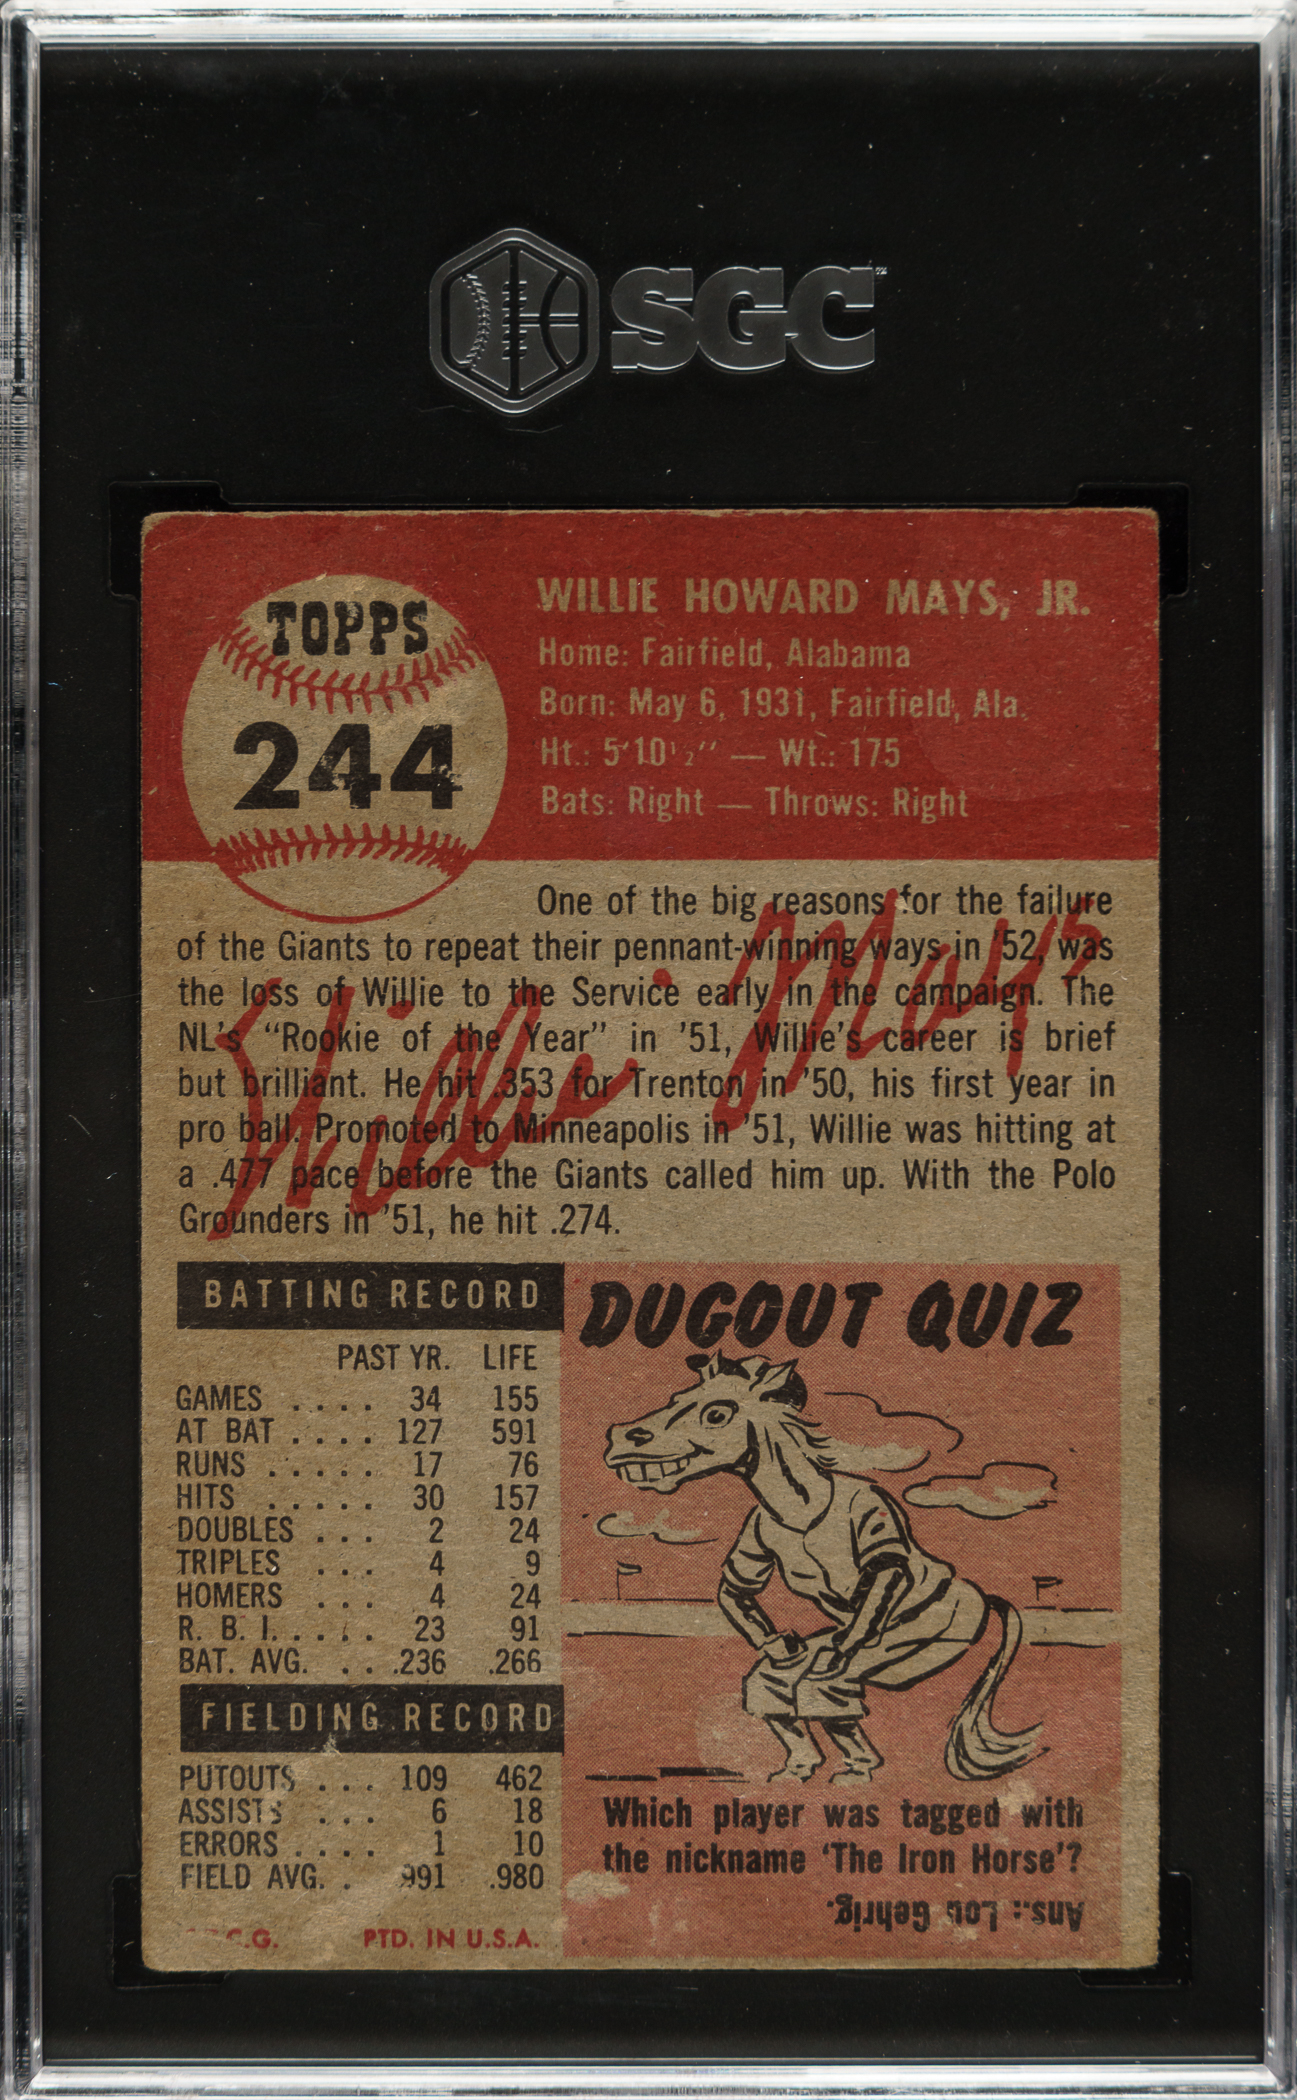 SGC
TOPPS
244
WILLIE HOWARD MAYS, JR.
Home: Fairfield, Alabama
Born: May 6, 1931, Fairfield, Ala.
Ht.: 5'10½" — Wt.: 175
Bats: Right — Throws: Right
One of the big reasons for the failure
of the Giants to repeat their pennant-winning ways in '52, was
the loss of Willie to the Service early in the campaign. The
NL's "Rookie of the Year" in '51, Willie's career is brief
but brilliant. He hit .353 for Trenton in '50, his first year in
pro ball. Promoted to Minneapolis in '51, Willie was hitting at
a .477 pace before the Giants called him up. With the Polo
Grounders in '51, he hit .274.
Willie Mays
BATTING RECORD
PAST YR. LIFE
GAMES .... 34 155
AT BAT .... 127 591
RUNS ..... 17 76
HITS ..... 30 157
DOUBLES ... 2 24
TRIPLES ... 4 9
HOMERS ... 4 24
R. B. I. .... 23 91
BAT. AVG. ...236 .266
FIELDING RECORD
PUTOUTS ... 109 462
ASSISTS ... 6 18
ERRORS .... 1 10
FIELD AVG. . .991 .980
C.G. PTD. IN U.S.A.
DUGOUT QUIZ
Which player was tagged with
the nickname 'The Iron Horse'?
Ans.: Lou Gehrig.